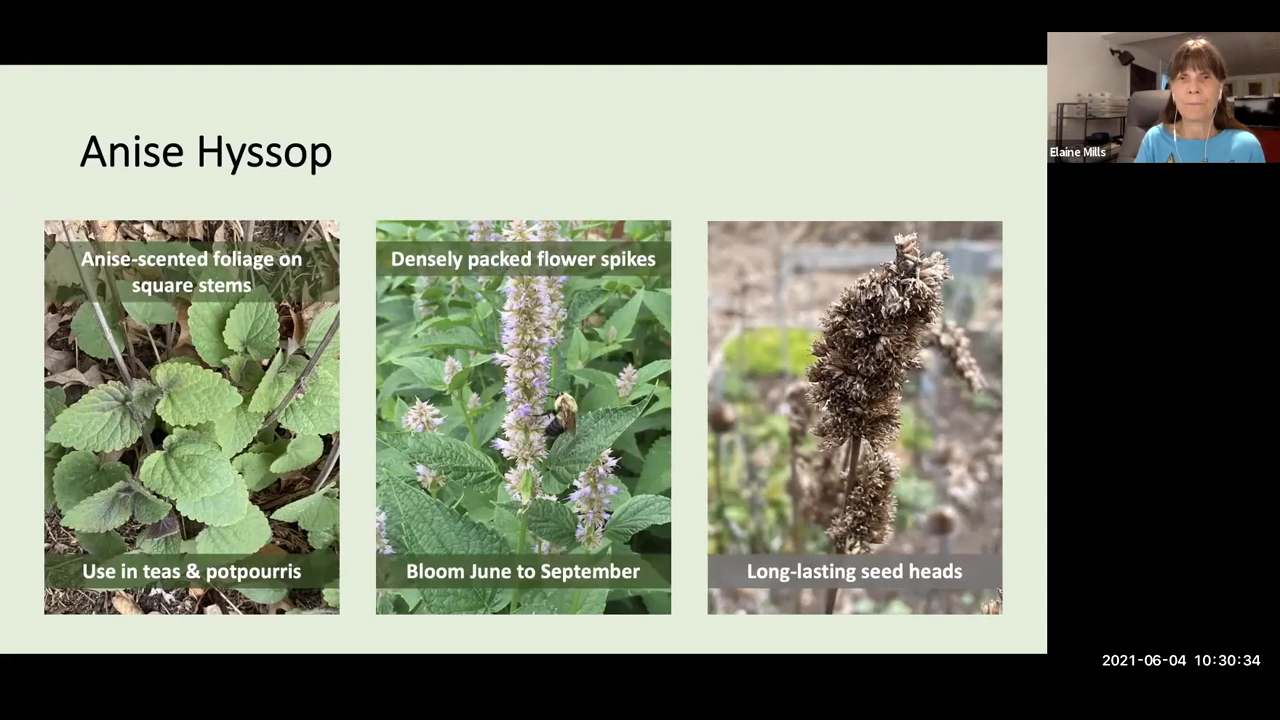 Anise Hyssop
Anise-scented foliage on
square stems
Use in teas & potpourris
Densely packed flower spikes
Bloom June to September
Long-lasting seed heads
Elaine Mills
2021-06-04 10:30:34